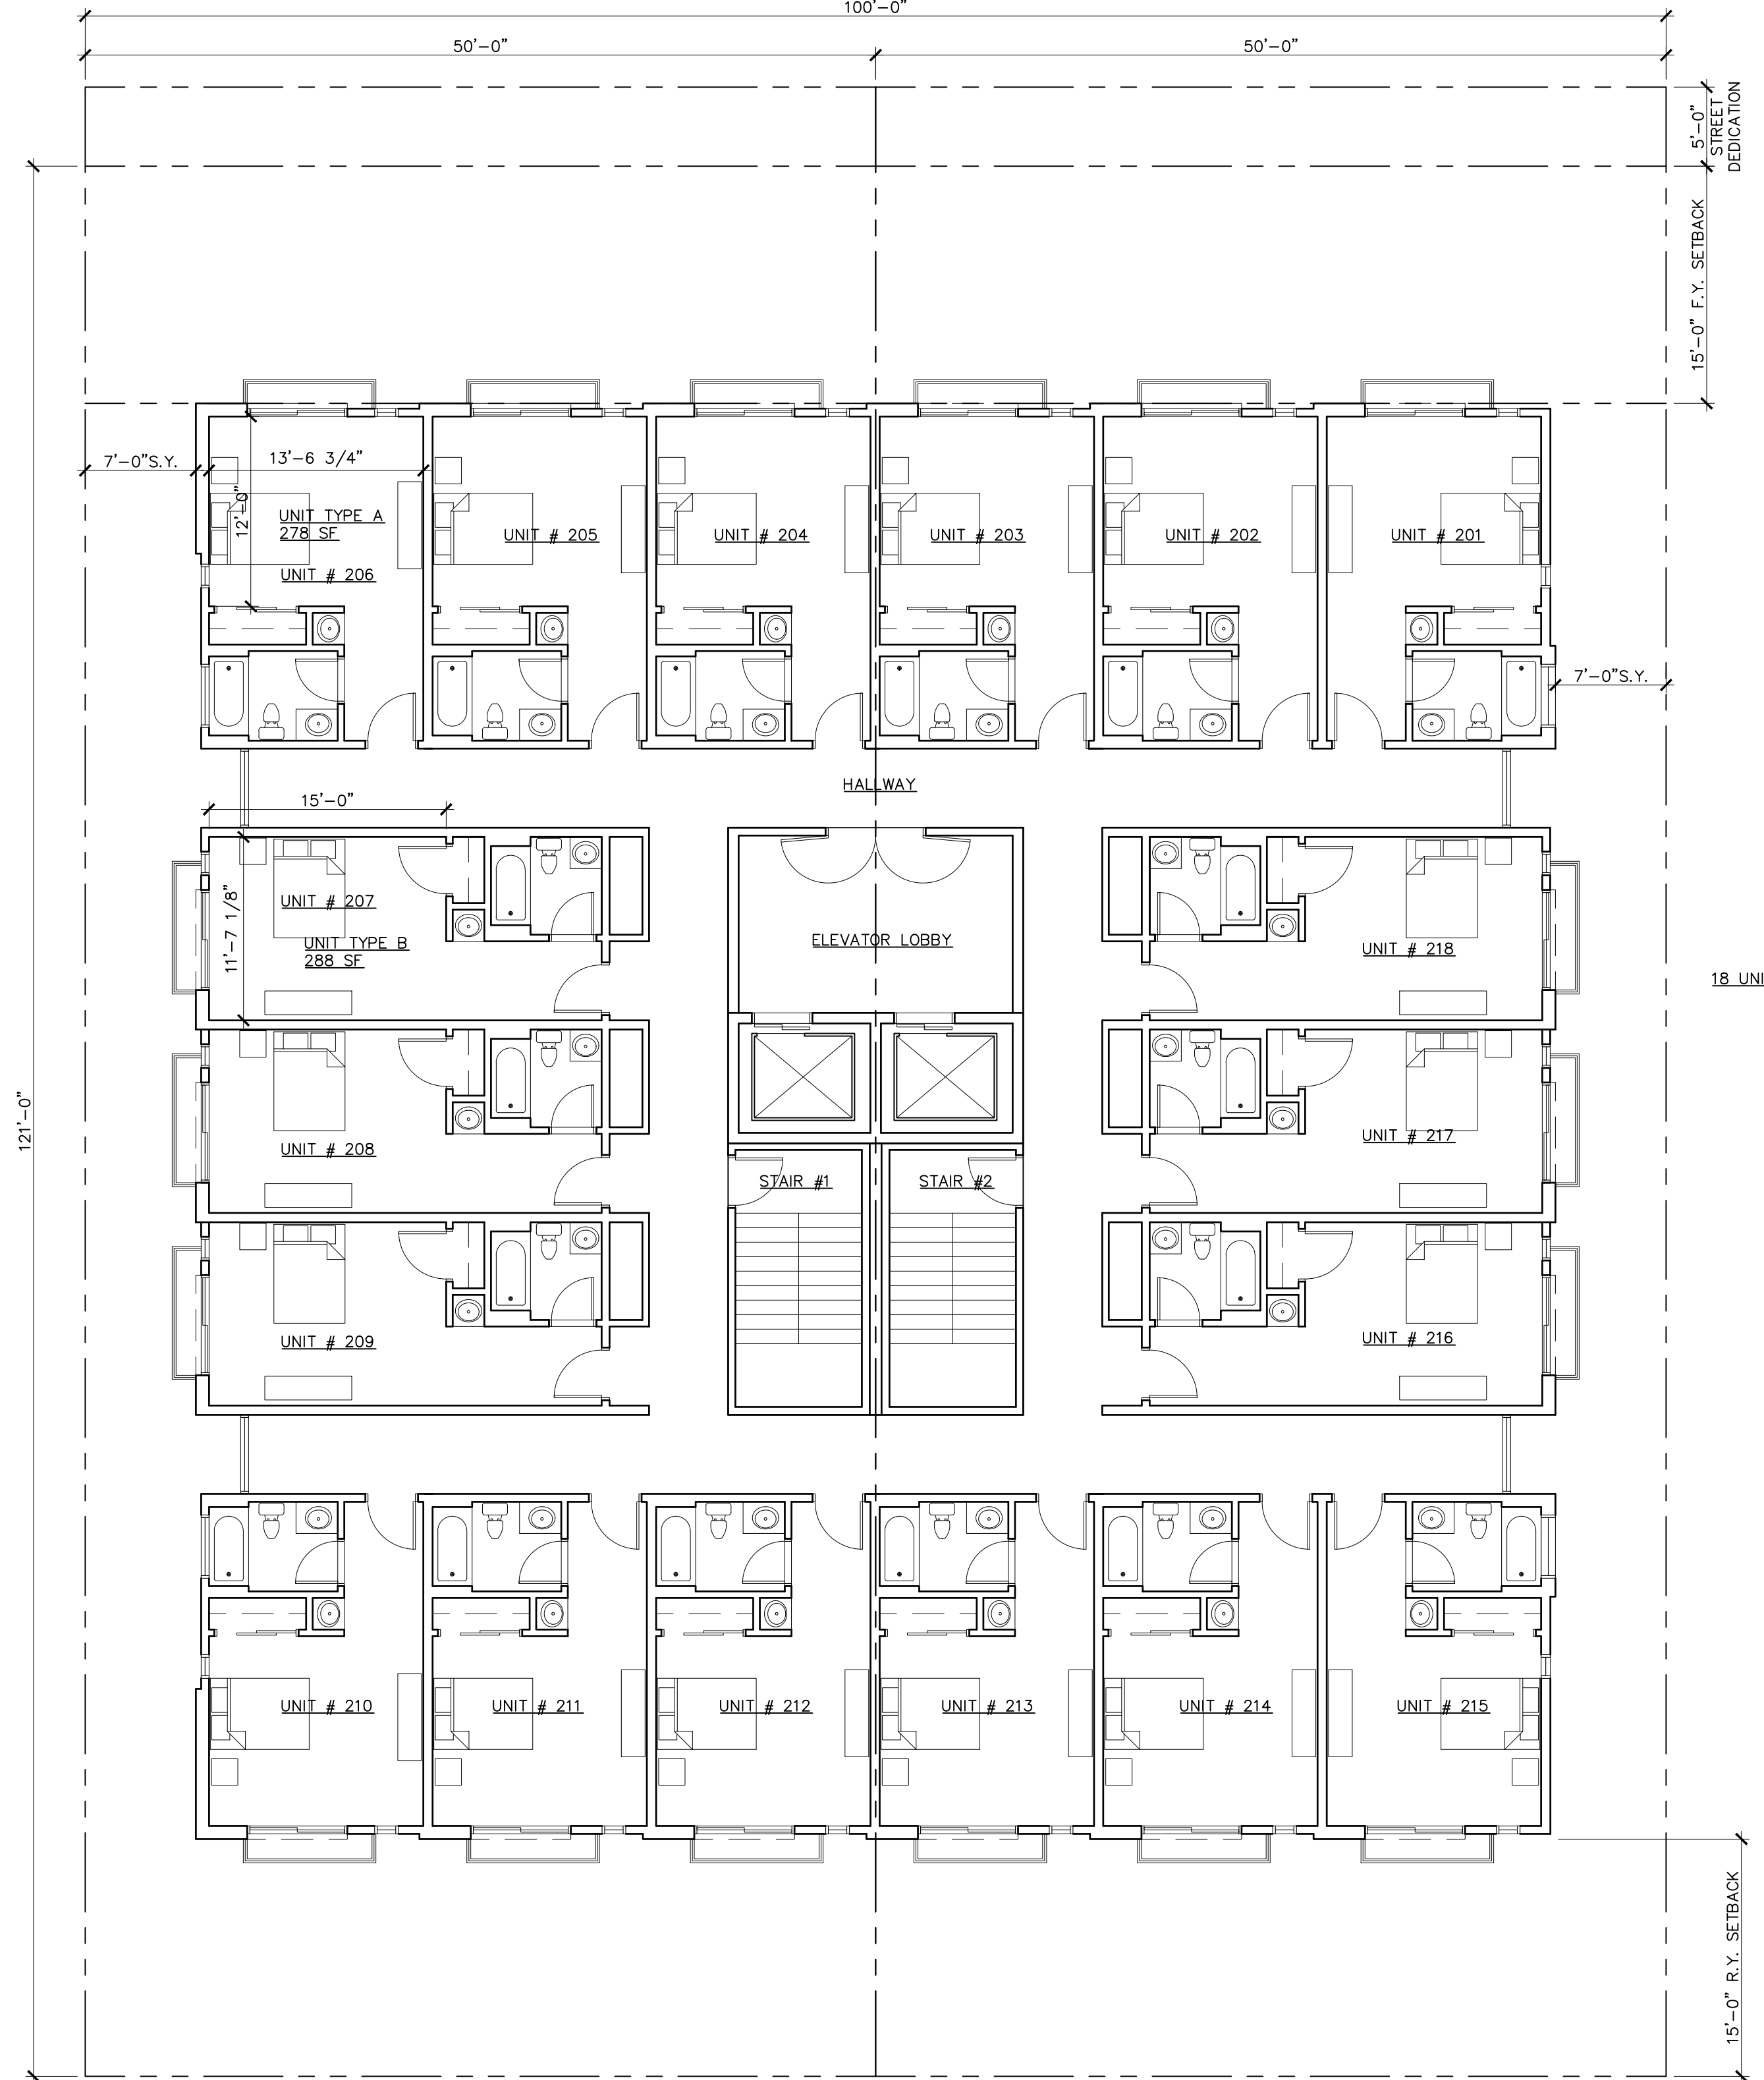 100'-0"
50'-0"
50'-0"
5'-0"
STREET
DEDICATION
15'-0" F.Y. SETBACK
7'-0"S.Y.
13'-6 3/4"
12'-0"
UNIT TYPE A
278 SF
UNIT # 206
UNIT # 205
UNIT # 204
UNIT # 203
UNIT # 202
UNIT # 201
7'-0"S.Y.
HALLWAY
15'-0"
11'-7 1/8"
UNIT # 207
UNIT TYPE B
288 SF
ELEVATOR LOBBY
UNIT # 218
18 UNI
121'-0"
UNIT # 208
UNIT # 217
STAIR #1
STAIR #2
UNIT # 209
UNIT # 216
UNIT # 210
UNIT # 211
UNIT # 212
UNIT # 213
UNIT # 214
UNIT # 215
15'-0" R.Y. SETBACK